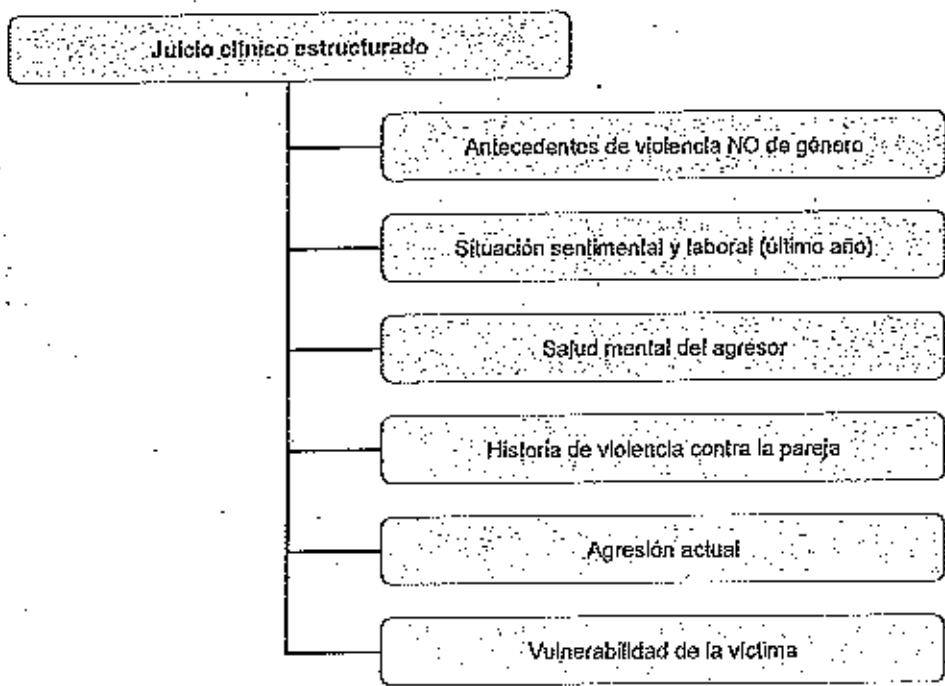 Juicio clínico estructurado
Antecedentes de violencia NO de género
Situación sentimental y laboral (último año)
Salud mental del agresor
Historia de violencia contra la pareja
Agresión actual
Vulnerabilidad de la víctima